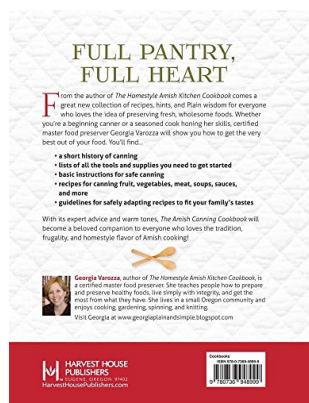 FULL PANTRY,
FULL HEART
From the author of The Homestyle Amish Kitchen Cookbook comes a
great new collection of recipes, hints, and Plain wisdom for everyone
who loves the idea of preserving fresh, wholesome foods. Whether
you're a beginning canner or a seasoned cook honing her skills, certified
master food preserver Georgia Varozza will show you how to get the very
best out of your food. You'll find...
• a short history of canning
• lists of all the tools and supplies you need to get started
• basic instructions for safe canning
• recipes for canning fruit, vegetables, meat, soups, sauces,
and more
• guidelines for safely adapting recipes to fit your family's tastes
With its expert advice and warm tones, The Amish Canning Cookbook will
become a beloved companion to everyone who loves the tradition,
frugality, and homestyle flavor of Amish cooking!
Georgia Varozza, author of The Homestyle Amish Kitchen Cookbook, is
a certified master food preserver. She teaches people how to prepare
and preserve healthy foods, live simply with integrity, and get the
most from what they have. She lives in a small Oregon community and
enjoys cooking, gardening, spinning, and knitting.
Visit Georgia at www.georgiaplainandsimple.blogspot.com
HARVEST HOUSE
PUBLISHERS
EUGENE, OREGON 97402
HarvestHousePublishers.com
Cookbooks
ISBN 978-0-7369-4899-9
9 780736 948999